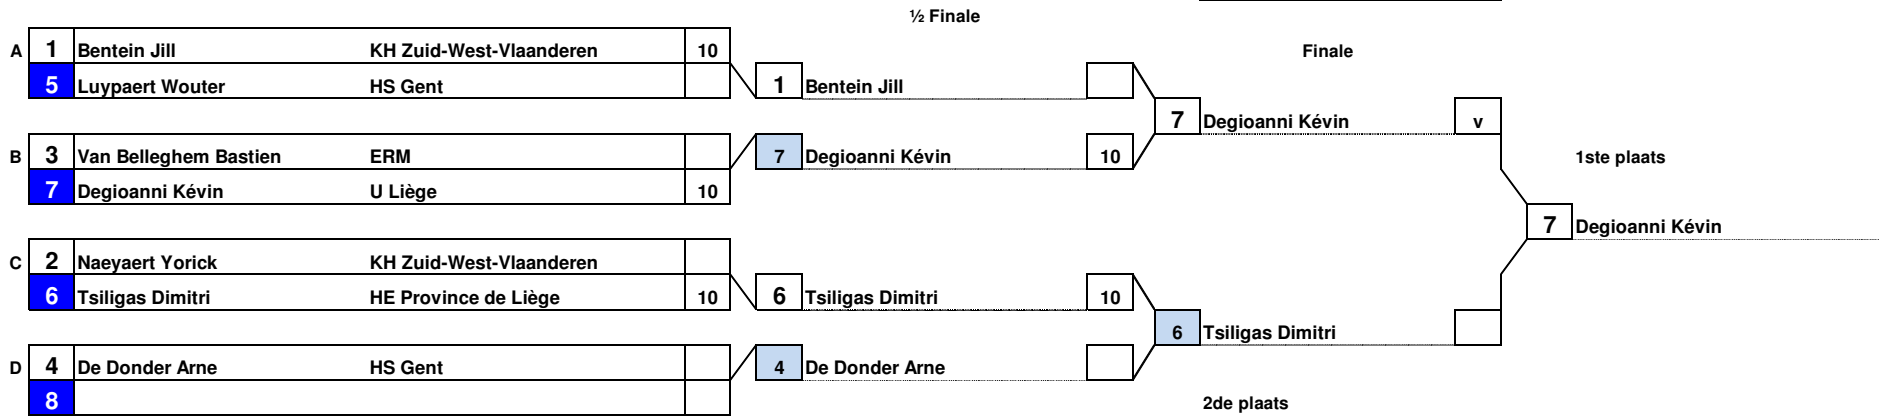 ½ Finale
A 1 Bentein Jill KH Zuid-West-Vlaanderen 10
Finale
5 Luypaert Wouter HS Gent
1 Bentein Jill
7 Degioanni Kévin v
B 3 Van Belleghem Bastien ERM
7 Degioanni Kévin 10
1ste plaats
7 Degioanni Kévin U Liège 10
7 Degioanni Kévin
C 2 Naeyaert Yorick KH Zuid-West-Vlaanderen
6 Tsiligas Dimitri HE Province de Liège 10
6 Tsiligas Dimitri 10
6 Tsiligas Dimitri
D 4 De Donder Arne HS Gent
4 De Donder Arne
8
2de plaats